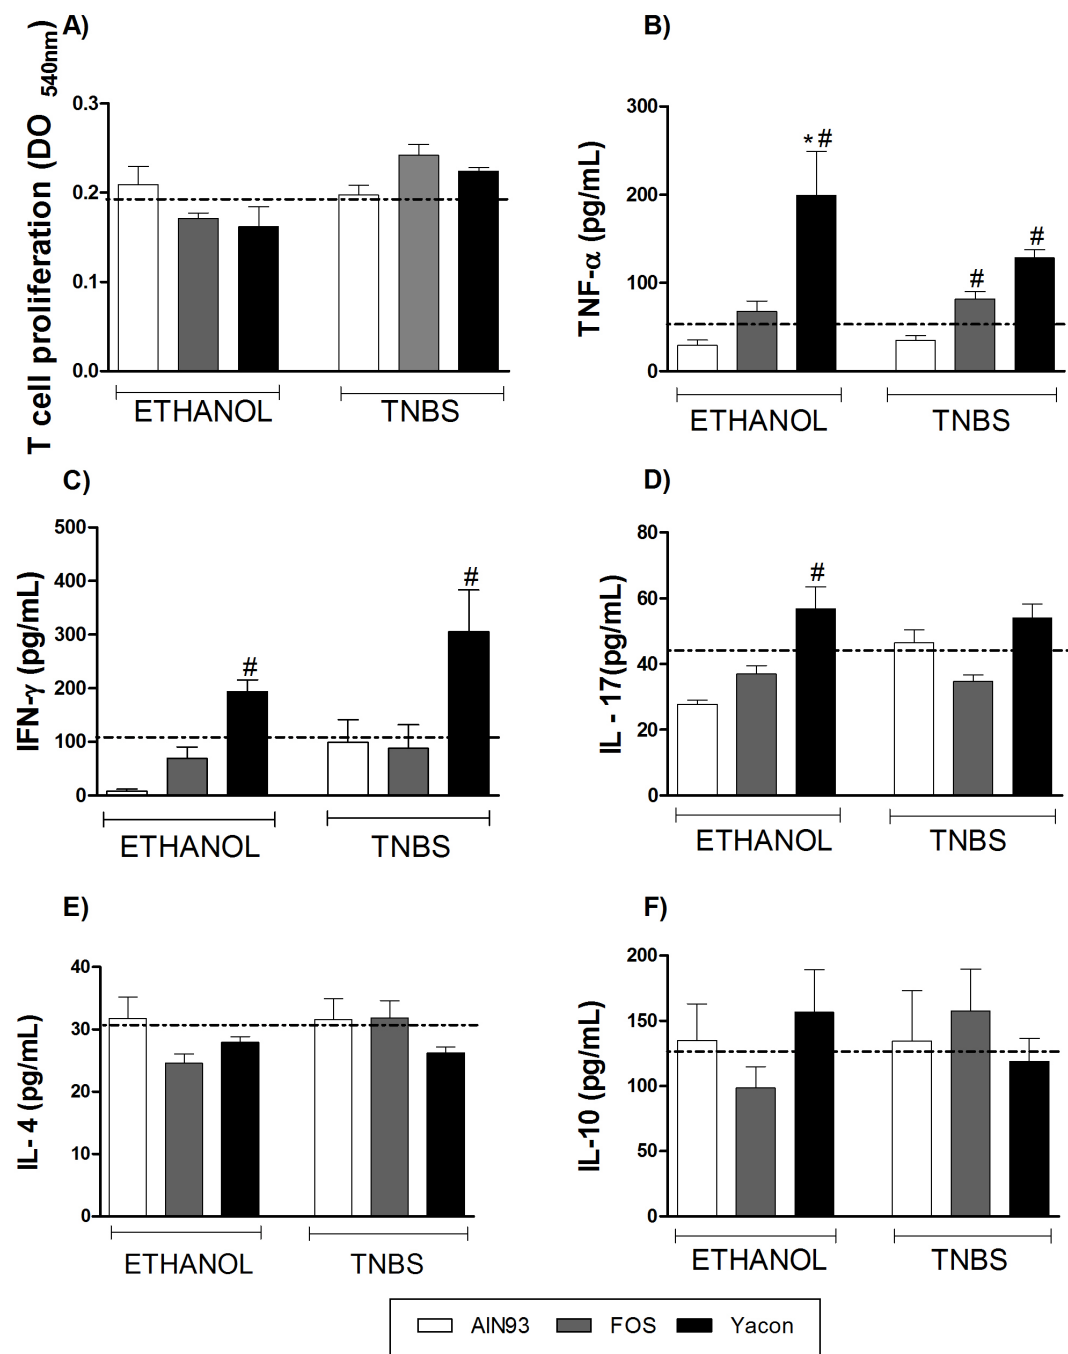 A)
T cell proliferation (DO 540nm)
0.3
0.2
0.1
0.0
ETHANOL
TNBS
B)
TNF-α (pg/mL)
300
200
100
0
*#
#
#
ETHANOL
TNBS
C)
IFN-γ (pg/mL)
500
400
300
200
100
0
#
#
ETHANOL
TNBS
D)
IL - 17(pg/mL)
80
60
40
20
0
#
ETHANOL
TNBS
E)
IL- 4 (pg/mL)
40
30
20
10
0
ETHANOL
TNBS
F)
IL-10 (pg/mL)
200
150
100
50
0
ETHANOL
TNBS
AIN93 FOS Yacon